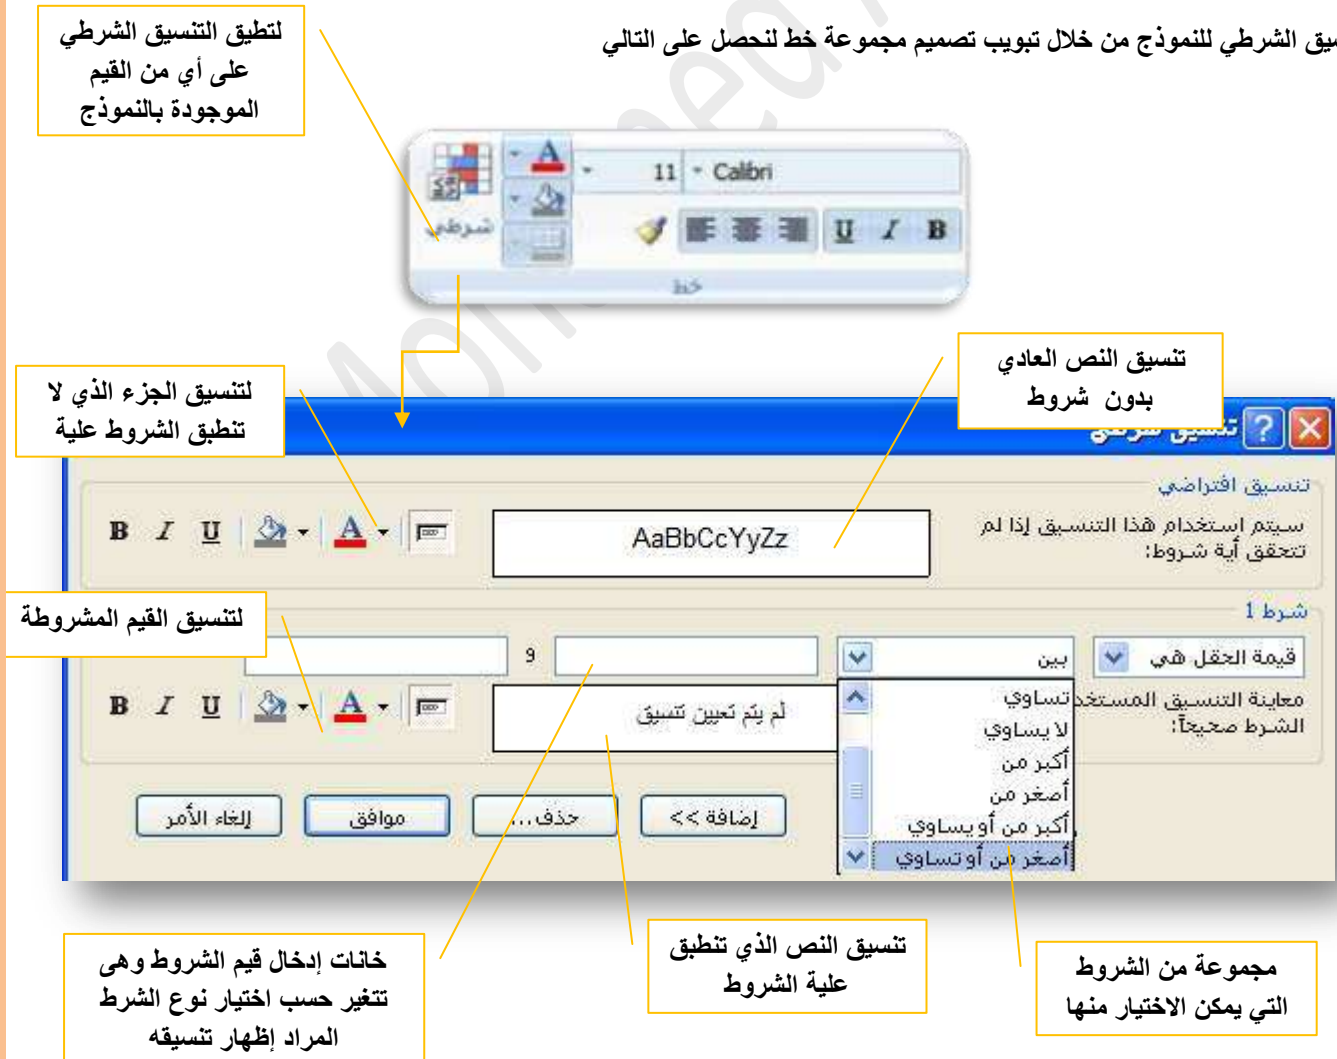 لتطيق التنسيق الشرطي
على أي من القيم
الموجودة بالنموذج
يق الشرطي للنموذج من خلال تبويب تصميم مجموعة خط لنحصل على التالي
Calibri 11
شرطي
B I U
خط
تنسيق النص العادي
بدون شروط
لتنسيق الجزء الذي لا
تنطبق الشروط علية
تنسيق شرطي
تنسيق افتراضي
سيتم استخدام هذا التنسيق إذا لم
تتحقق أية شروط:
AaBbCcYyZz
B I U A
لتنسيق القيم المشروطة
شرط 1
قيمة الحقل هي
بين
و
معاينة التنسيق المستخد
الشرط صحيحاً:
تساوي
لا يساوي
أكبر من
أصغر من
أكبر من أو يساوي
أصغر من أو تساوي
لم يتم تعيين تنسيق
B I U A
إضافة >>
حذف...
موافق
إلغاء الأمر
مجموعة من الشروط
التي يمكن الاختيار منها
تنسيق النص الذي تنطبق
علية الشروط
خانات إدخال قيم الشروط وهى
تتغير حسب اختيار نوع الشرط
المراد إظهار تنسيقه